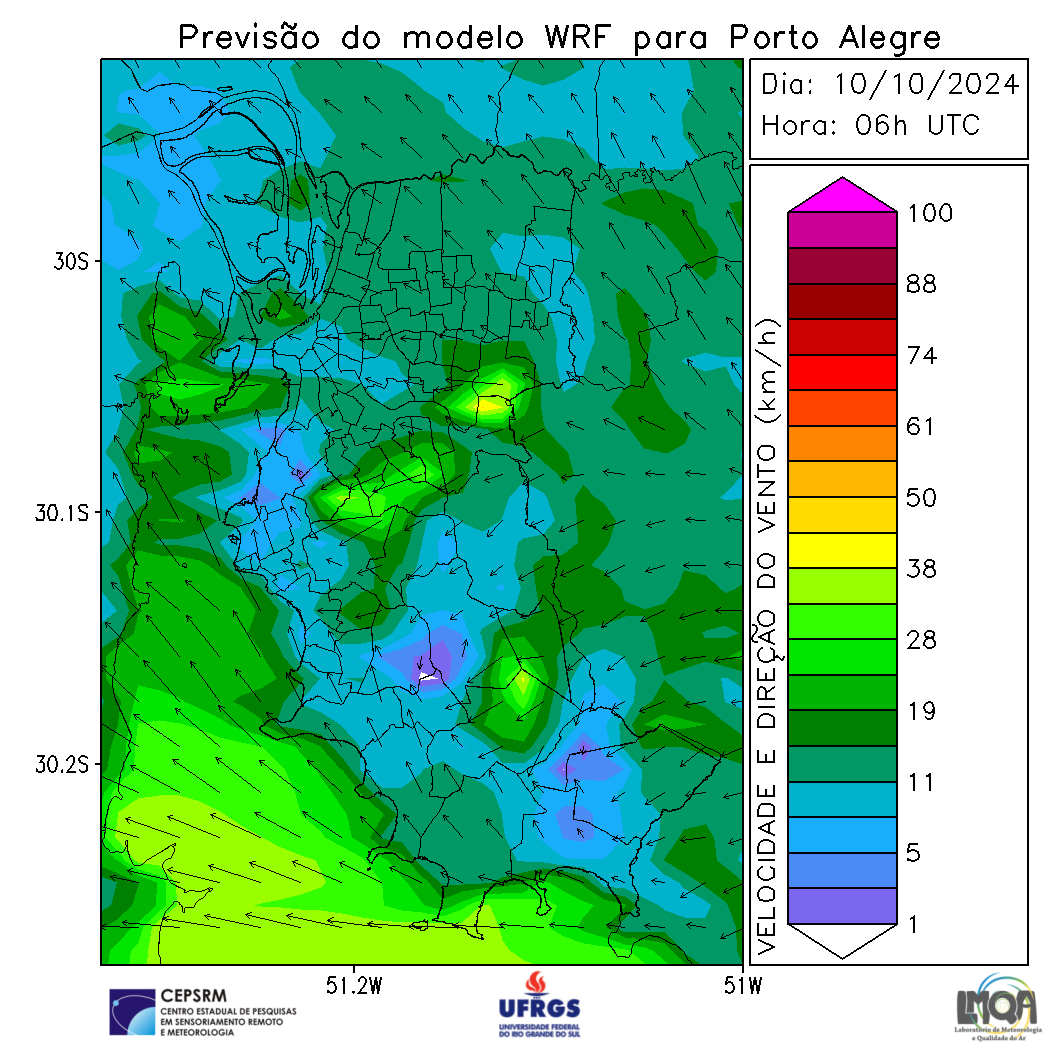 Previsão do modelo WRF para Porto Alegre
Dia: 10/10/2024
Hora: 06h UTC
30S
30.1S
30.2S
51.2W
51W
VELOCIDADE E DIREÇÃO DO VENTO (km/h)
100
88
74
61
50
38
28
19
11
5
1
CEPSRM
CENTRO ESTADUAL DE PESQUISAS
EM SENSORIAMENTO REMOTO
E METEOROLOGIA
UFRGS
UNIVERSIDADE FEDERAL
DO RIO GRANDE DO SUL
LMQA
Laboratório de Meteorologia
e Qualidade do Ar